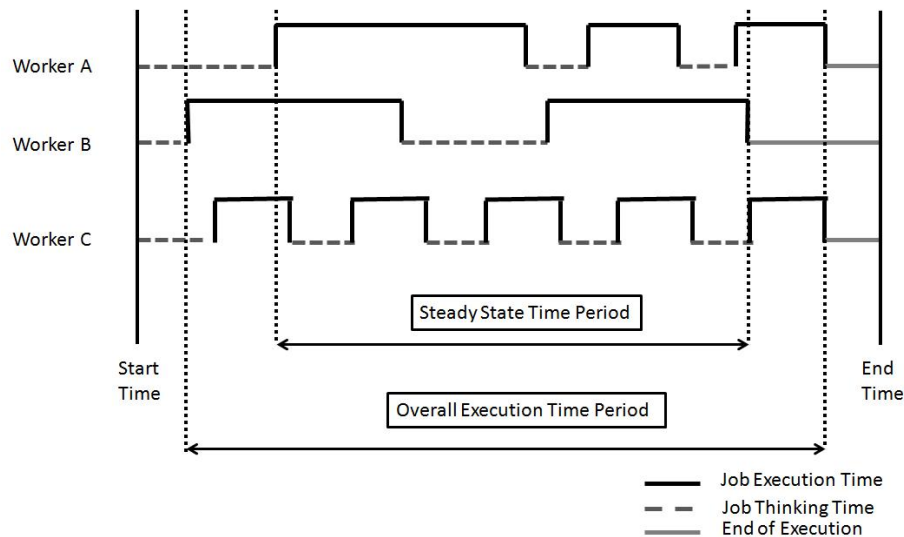 Worker A
Worker B
Worker C
Steady State Time Period
Start
Time
End
Time
Overall Execution Time Period
Job Execution Time
Job Thinking Time
End of Execution